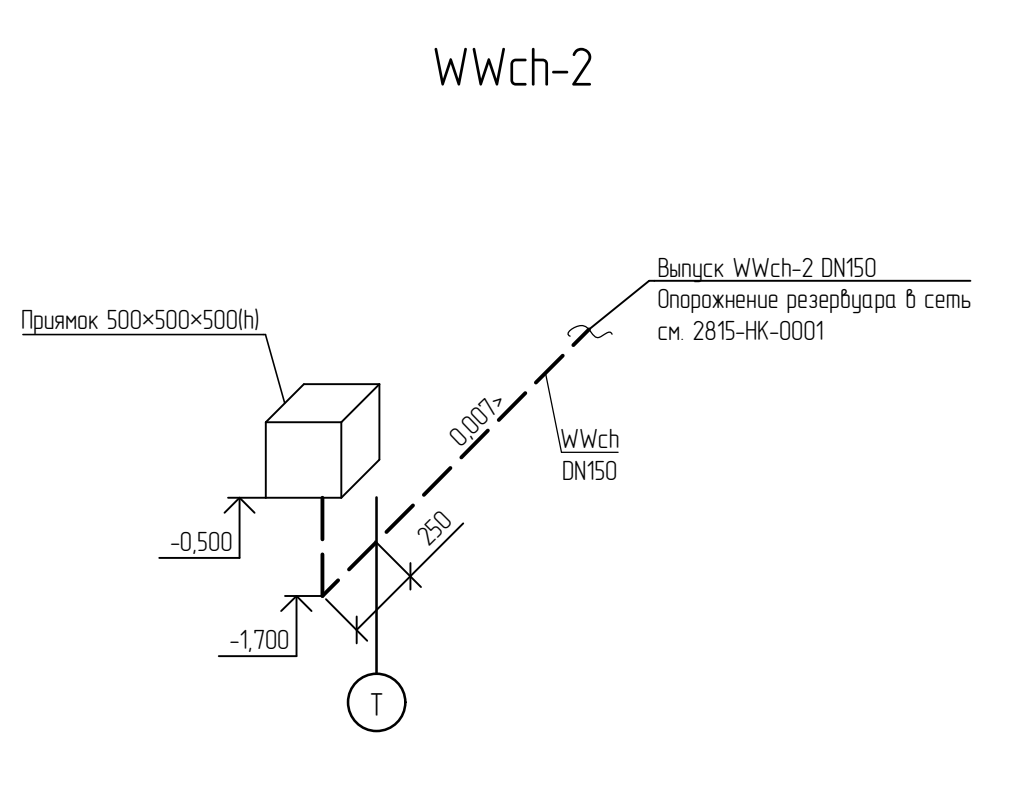 WWch-2
Выпуск WWch-2 DN150
Опорожнение резервуара в сеть
см. 2815-НК-0001
Приямок 500×500×500(h)
0,007>
WWch
DN150
250
-0,500
-1,700
Т